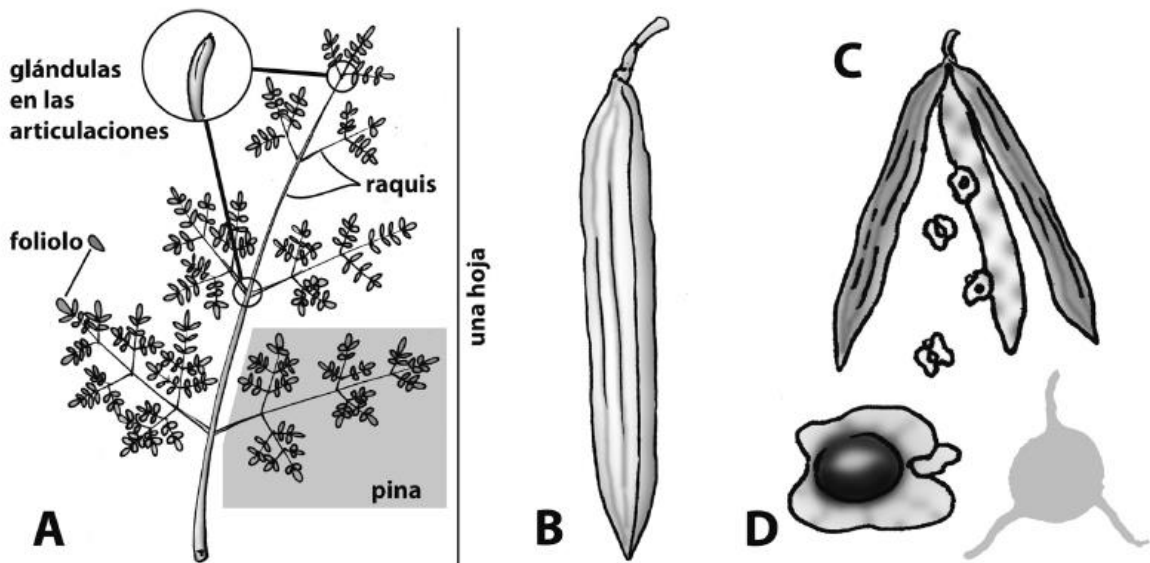 A
glándulas
en las
articulaciones
raquis
foliolo
pina
una hoja
B
C
D